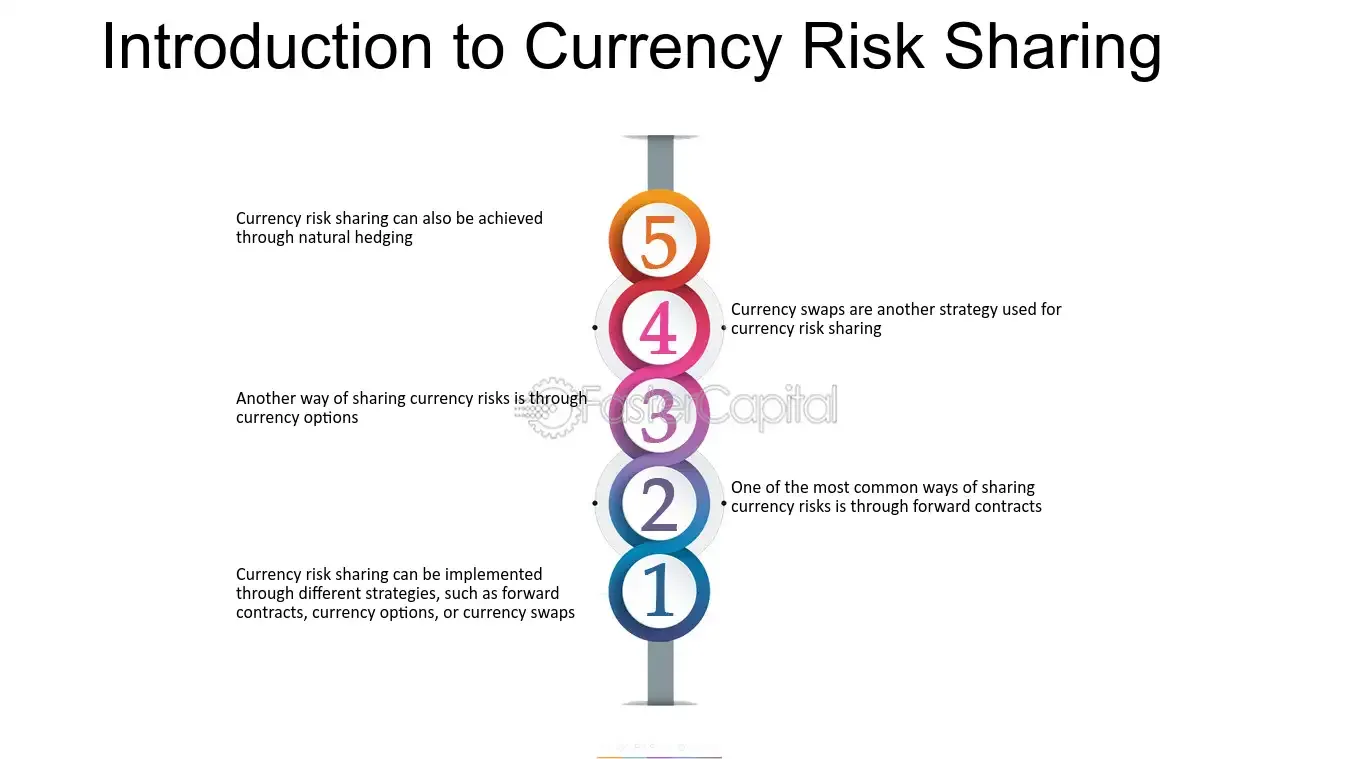 Introduction to Currency Risk Sharing
5
Currency risk sharing can also be achieved
through natural hedging
4
Currency swaps are another strategy used for
currency risk sharing
3
Another way of sharing currency risks is through
currency options
FasterCapital
2
One of the most common ways of sharing
currency risks is through forward contracts
1
Currency risk sharing can be implemented
through different strategies, such as forward
contracts, currency options, or currency swaps